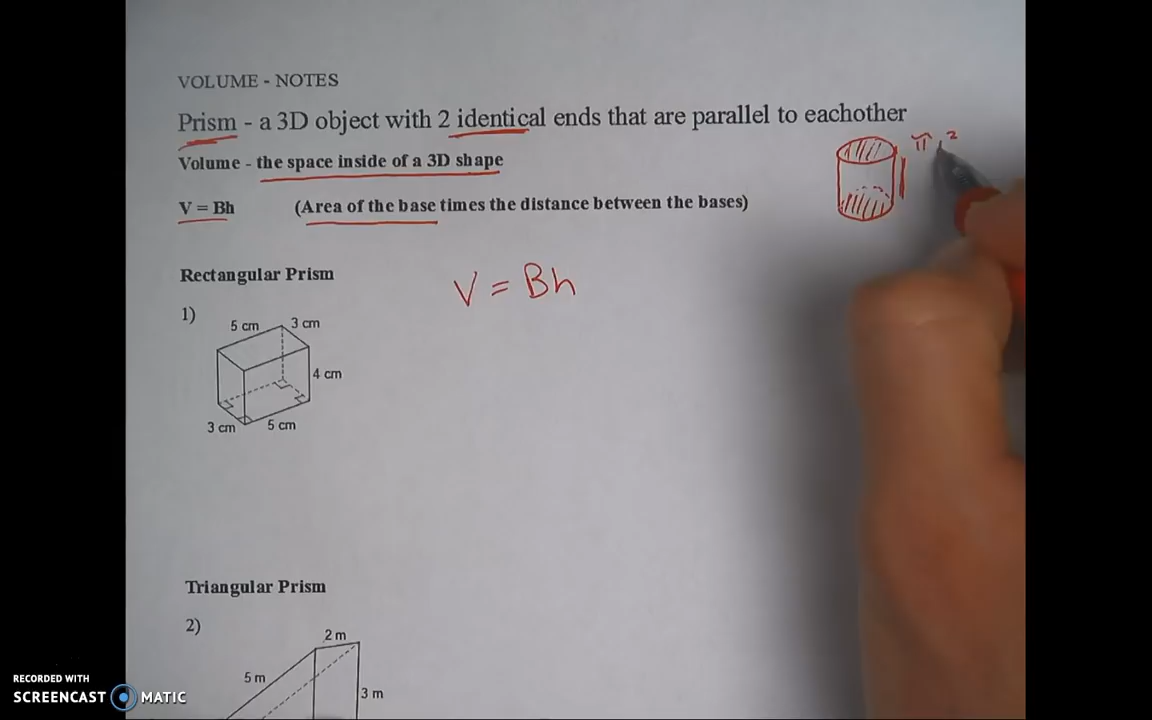 VOLUME - NOTES
Prism - a 3D object with 2 identical ends that are parallel to eachother
π 2
Volume - the space inside of a 3D shape
V = Bh (Area of the base times the distance between the bases)
Rectangular Prism
V = Bh
1)
5 cm 3 cm
4 cm
3 cm 5 cm
Triangular Prism
2)
2 m
5 m
3 m
RECORDED WITH
SCREENCAST MATIC